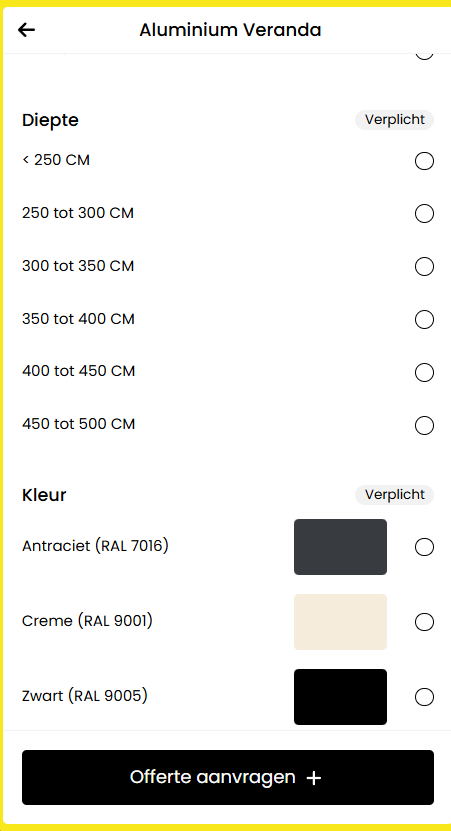 Aluminium Veranda
Diepte Verplicht
< 250 CM
250 tot 300 CM
300 tot 350 CM
350 tot 400 CM
400 tot 450 CM
450 tot 500 CM
Kleur Verplicht
Antraciet (RAL 7016)
Creme (RAL 9001)
Zwart (RAL 9005)
Offerte aanvragen +